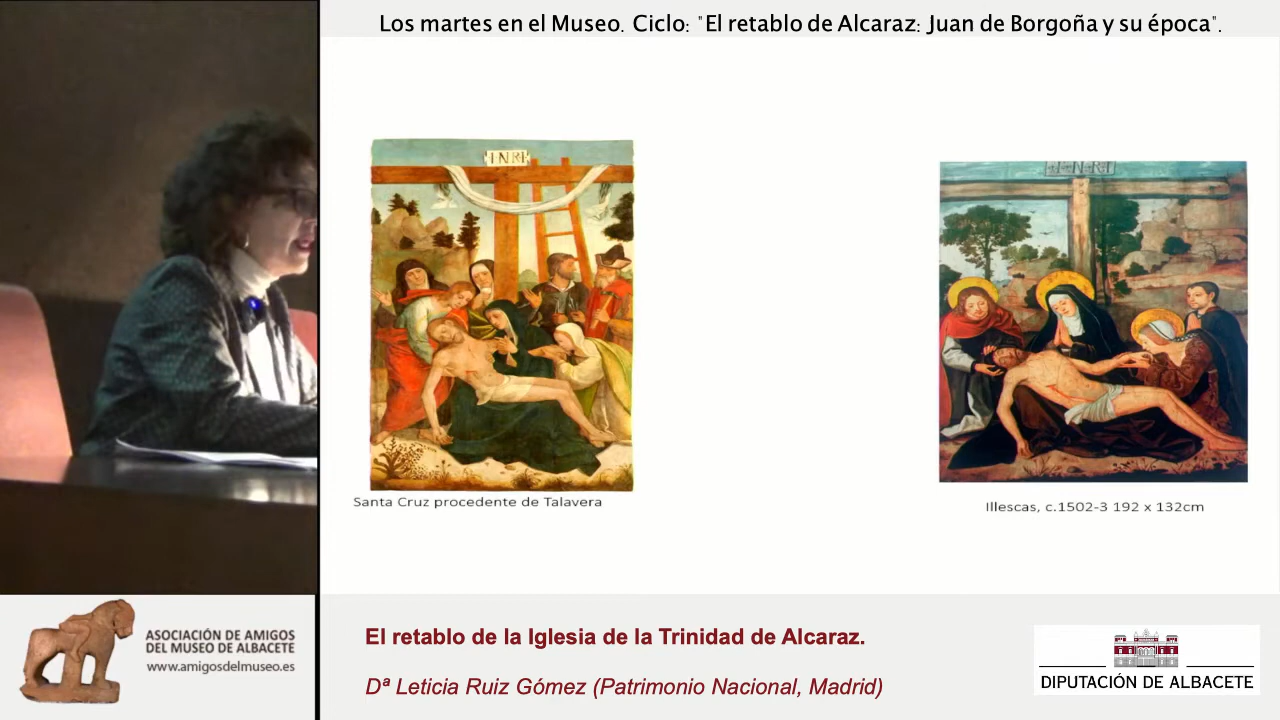 Los martes en el Museo. Ciclo: "El retablo de Alcaraz: Juan de Borgoña y su época".
I.N.RI
I.N.R.I
Santa Cruz procedente de Talavera
Illescas, c.1502-3 192 x 132cm
ASOCIACIÓN DE AMIGOS
DEL MUSEO DE ALBACETE
www.amigosdelmuseo.es
El retablo de la Iglesia de la Trinidad de Alcaraz.
Dª Leticia Ruiz Gómez (Patrimonio Nacional, Madrid)
DIPUTACIÓN DE ALBACETE